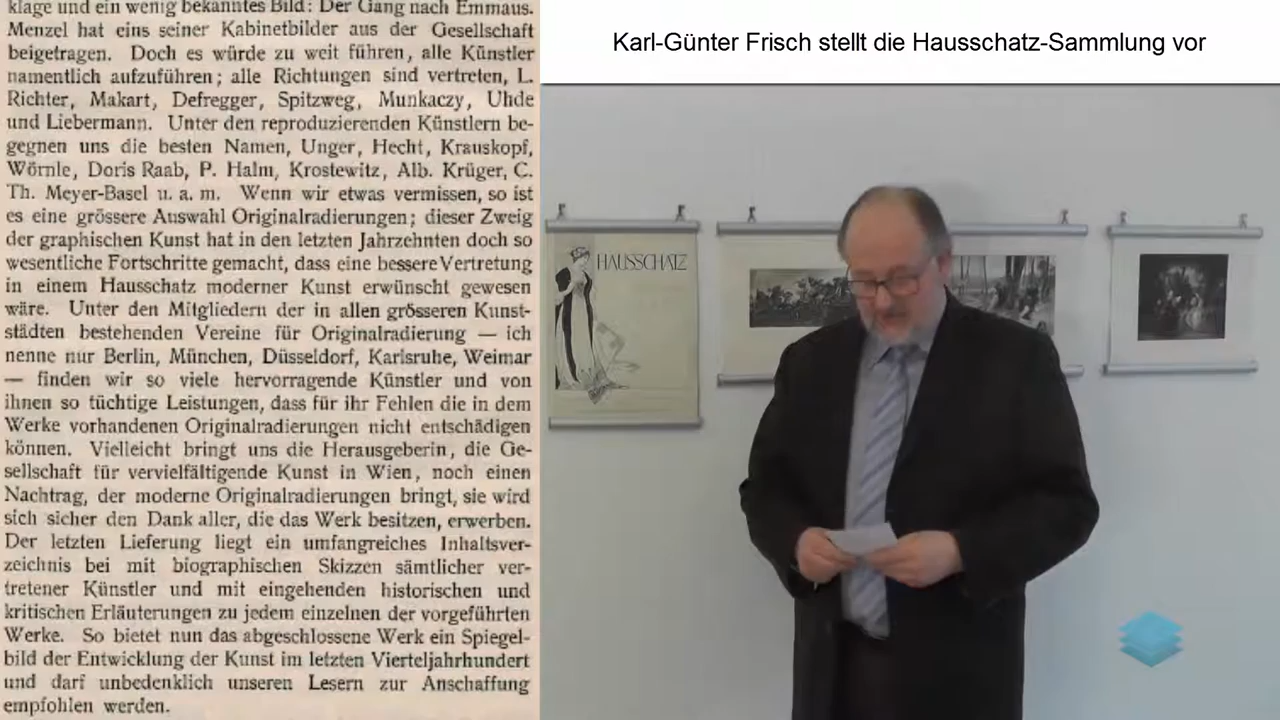 klage und ein wenig bekanntes Bild: Der Gang nach Emmaus.
Menzel hat eins seiner Kabinetbilder aus der Gesellschaft
beigetragen. Doch es würde zu weit führen, alle Künstler
namentlich aufzuführen; alle Richtungen sind vertreten, L.
Richter, Makart, Defregger, Spitzweg, Munkaczy, Uhde
und Liebermann. Unter den reproduzierenden Künstlern be-
gegnen uns die besten Namen, Unger, Hecht, Krauskopf,
Wörnle, Doris Raab, P. Halm, Krostewitz, Alb. Krüger, C.
Th. Meyer-Basel u. a. m. Wenn wir etwas vermissen, so ist
es eine grössere Auswahl Originalradierungen; dieser Zweig
der graphischen Kunst hat in den letzten Jahrzehnten doch so
wesentliche Fortschritte gemacht, dass eine bessere Vertretung
in einem Hausschatz moderner Kunst erwünscht gewesen
wäre. Unter den Mitgliedern der in allen grösseren Kunst-
städten bestehenden Vereine für Originalradierung — ich
nenne nur Berlin, München, Düsseldorf, Karlsruhe, Weimar
— finden wir so viele hervorragende Künstler und von
ihnen so tüchtige Leistungen, dass für ihr Fehlen die in dem
Werke vorhandenen Originalradierungen nicht entschädigen
können. Vielleicht bringt uns die Herausgeberin, die Ge-
sellschaft für vervielfältigende Kunst in Wien, noch einen
Nachtrag, der moderne Originalradierungen bringt, sie wird
sich sicher den Dank aller, die das Werk besitzen, erwerben.
Der letzten Lieferung liegt ein umfangreiches Inhaltsver-
zeichnis bei mit biographischen Skizzen sämtlicher ver-
tretener Künstler und mit eingehenden historischen und
kritischen Erläuterungen zu jedem einzelnen der vorgeführten
Werke. So bietet nun das abgeschlossene Werk ein Spiegel-
bild der Entwicklung der Kunst im letzten Vierteljahrhundert
und darf unbedenklich unseren Lesern zur Anschaffung
empfohlen werden.
Karl-Günter Frisch stellt die Hausschatz-Sammlung vor
HAUSSCHATZ